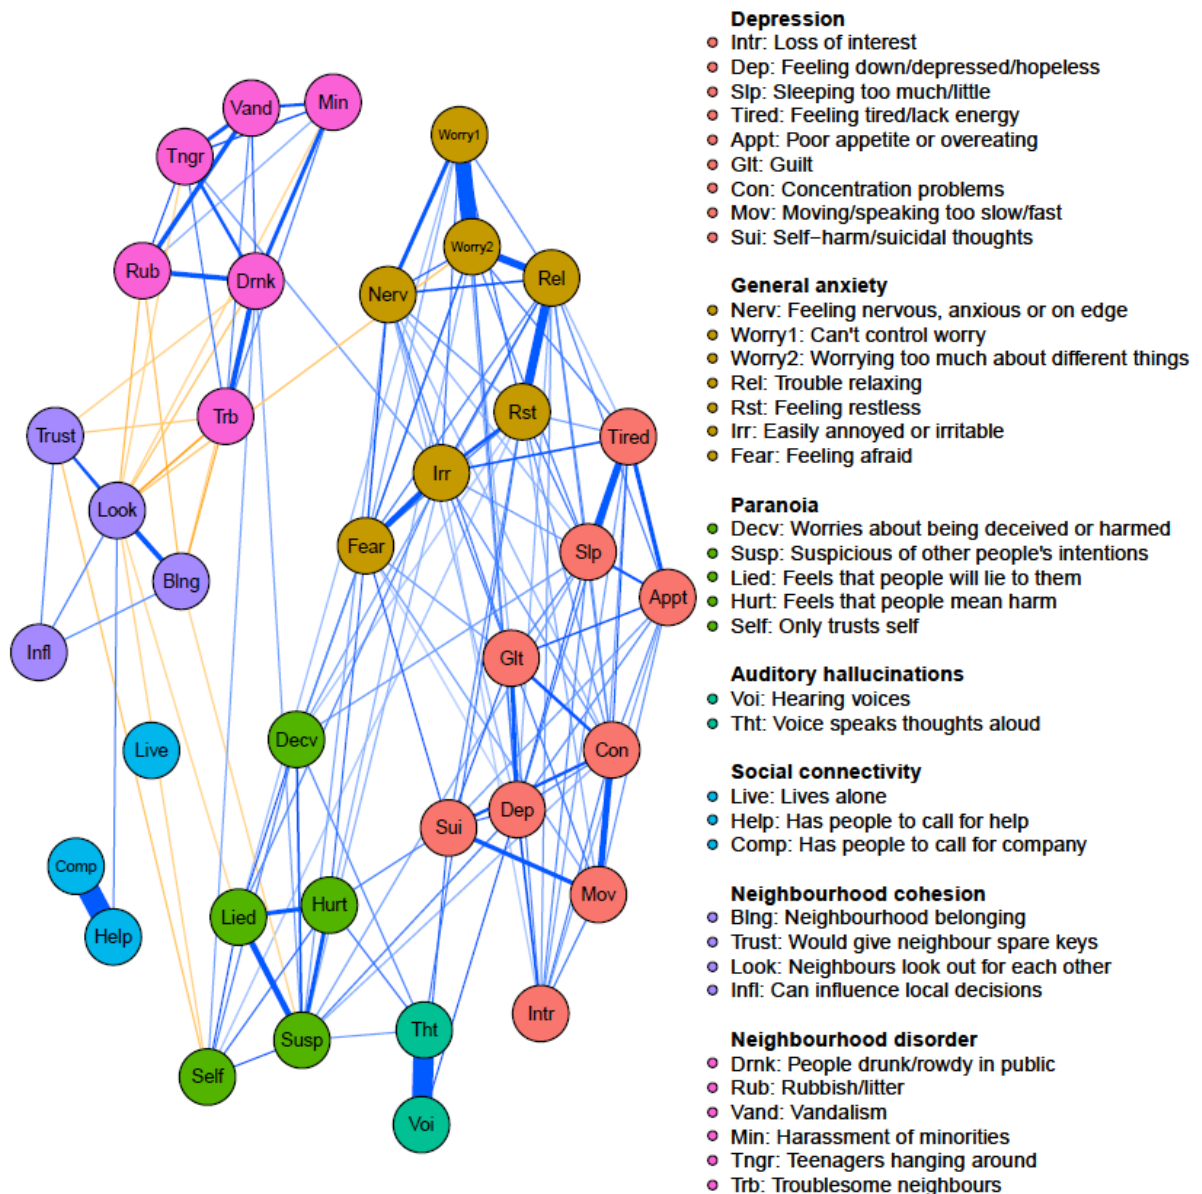 Vand
Min
Worry1
Tngr
Worry2
Rub
Drnk
Nerv
Rel
Trb
Rst
Trust
Tired
Irr
Look
Fear
Slp
Blng
Appt
Infl
Glt
Decv
Live
Con
Dep
Sui
Comp
Mov
Hurt
Lied
Help
Intr
Tht
Susp
Self
Voi
Depression
Intr: Loss of interest
Dep: Feeling down/depressed/hopeless
Slp: Sleeping too much/little
Tired: Feeling tired/lack energy
Appt: Poor appetite or overeating
Glt: Guilt
Con: Concentration problems
Mov: Moving/speaking too slow/fast
Sui: Self−harm/suicidal thoughts
General anxiety
Nerv: Feeling nervous, anxious or on edge
Worry1: Can't control worry
Worry2: Worrying too much about different things
Rel: Trouble relaxing
Rst: Feeling restless
Irr: Easily annoyed or irritable
Fear: Feeling afraid
Paranoia
Decv: Worries about being deceived or harmed
Susp: Suspicious of other people's intentions
Lied: Feels that people will lie to them
Hurt: Feels that people mean harm
Self: Only trusts self
Auditory hallucinations
Voi: Hearing voices
Tht: Voice speaks thoughts aloud
Social connectivity
Live: Lives alone
Help: Has people to call for help
Comp: Has people to call for company
Neighbourhood cohesion
Blng: Neighbourhood belonging
Trust: Would give neighbour spare keys
Look: Neighbours look out for each other
Infl: Can influence local decisions
Neighbourhood disorder
Drnk: People drunk/rowdy in public
Rub: Rubbish/litter
Vand: Vandalism
Min: Harassment of minorities
Tngr: Teenagers hanging around
Trb: Troublesome neighbours